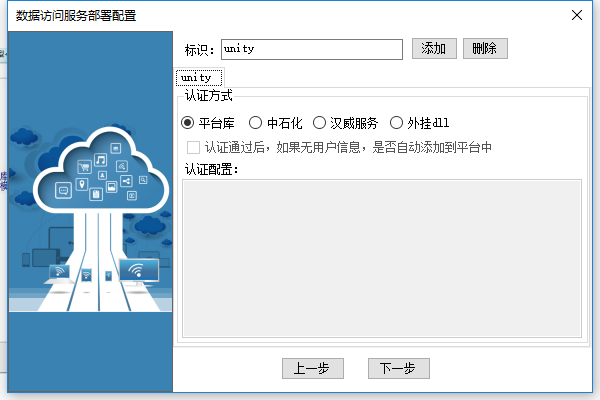 数据访问服务部署配置
标识： unity 添加 删除
unity
认证方式
平台库 中石化 汉威服务 外挂dll
认证通过后，如果无用户信息，是否自动添加到平台中
认证配置：
上一步 下一步
库
模